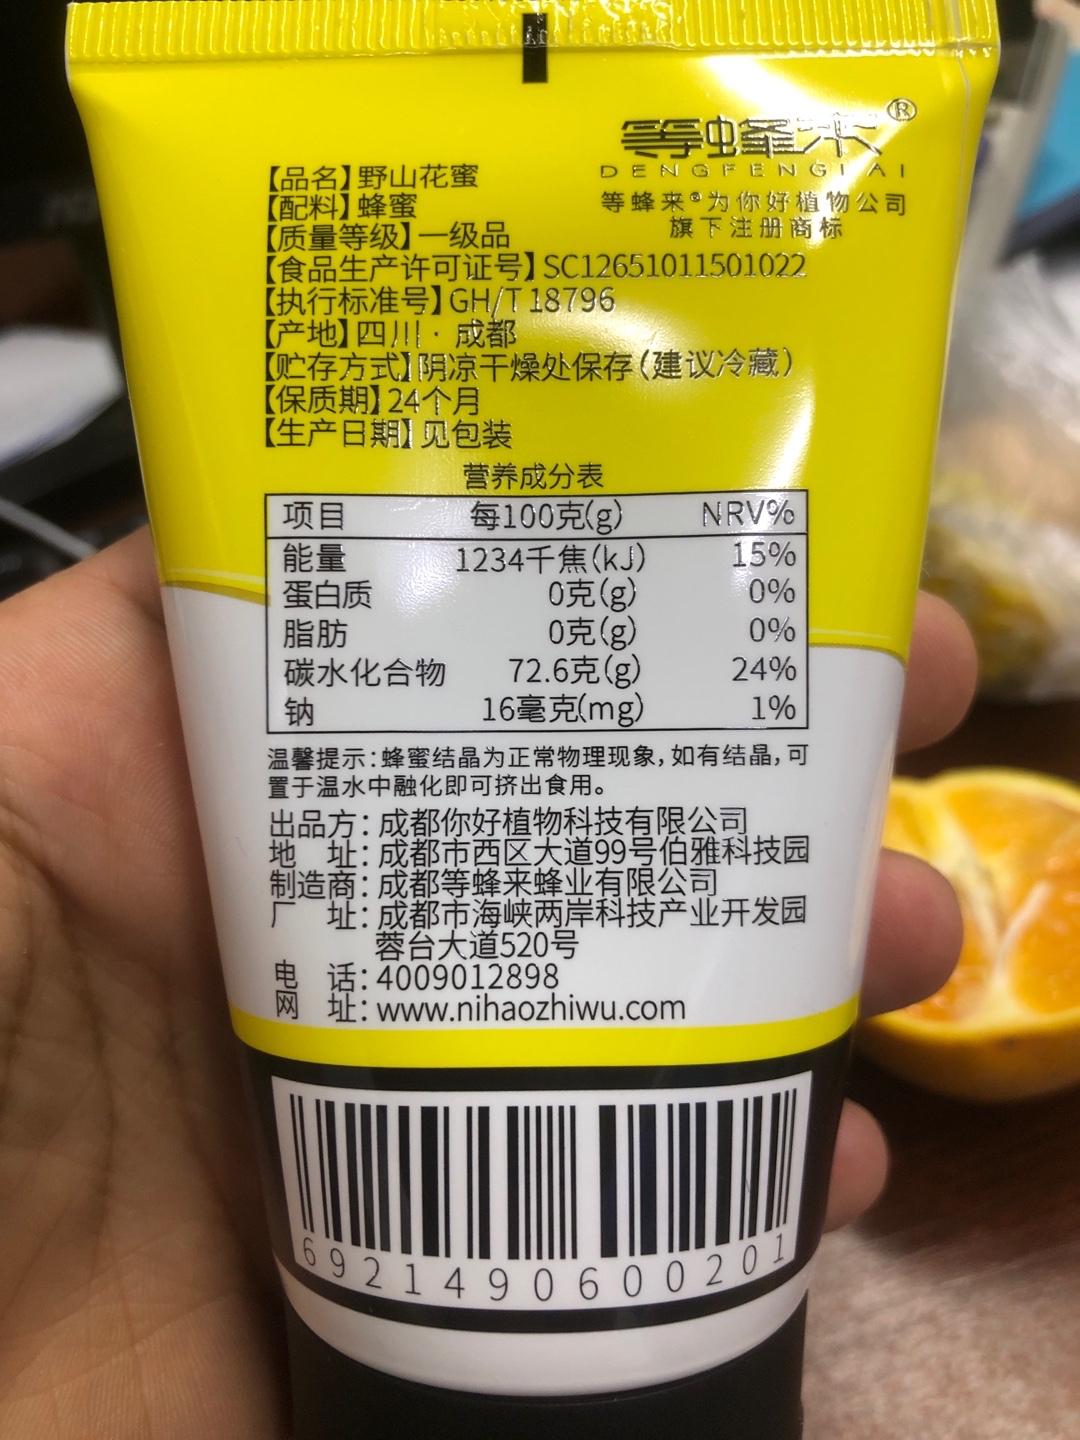 等蜂来®
DENGFENGLAI
等蜂来®为你好植物公司
旗下注册商标
【品名】野山花蜜
【配料】蜂蜜
【质量等级】一级品
【食品生产许可证号】SC12651011501022
【执行标准号】GH/T 18796
【产地】四川·成都
【贮存方式】阴凉干燥处保存(建议冷藏)
【保质期】24个月
【生产日期】见包装
营养成分表
项目 每100克(g) NRV%
能量 1234千焦(kJ) 15%
蛋白质 0克(g) 0%
脂肪 0克(g) 0%
碳水化合物 72.6克(g) 24%
钠 16毫克(mg) 1%
温馨提示:蜂蜜结晶为正常物理现象,如有结晶,可
置于温水中融化即可挤出食用。
出品方:成都你好植物科技有限公司
地 址:成都市西区大道99号伯雅科技园
制造商:成都等蜂来蜂业有限公司
厂 址:成都市海峡两岸科技产业开发园
蓉台大道520号
电 话:4009012898
网 址:www.nihaozhiwu.com
6921490600201